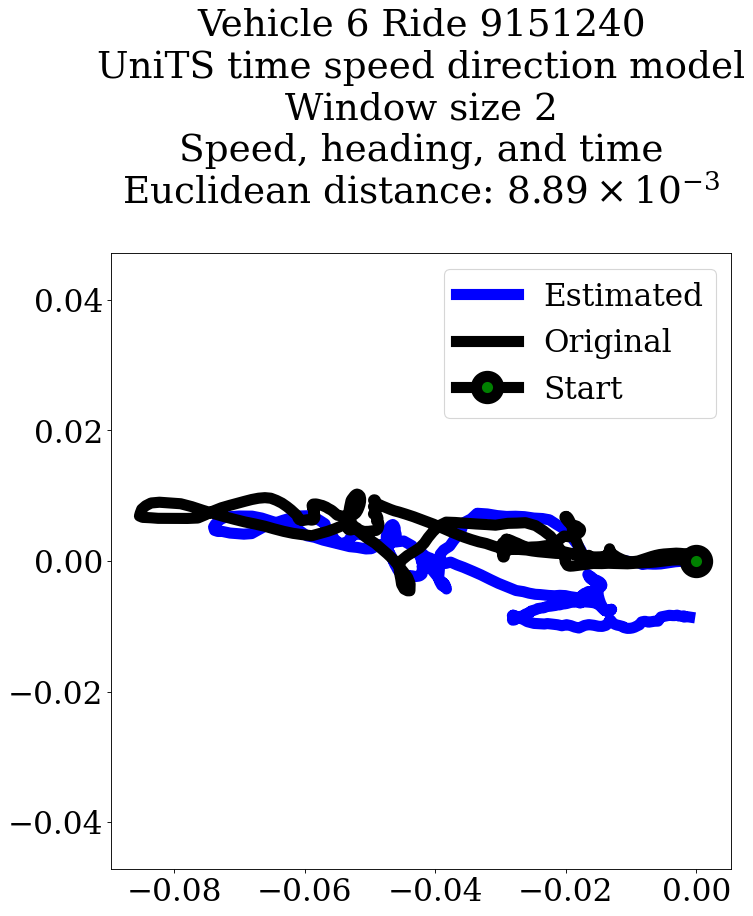 Vehicle 6 Ride 9151240
UniTS time speed direction model
Window size 2
Speed, heading, and time
Euclidean distance: 8.89 × 10⁻³
Estimated
Original
Start
0.04
0.02
0.00
−0.02
−0.04
−0.08 −0.06 −0.04 −0.02 0.00